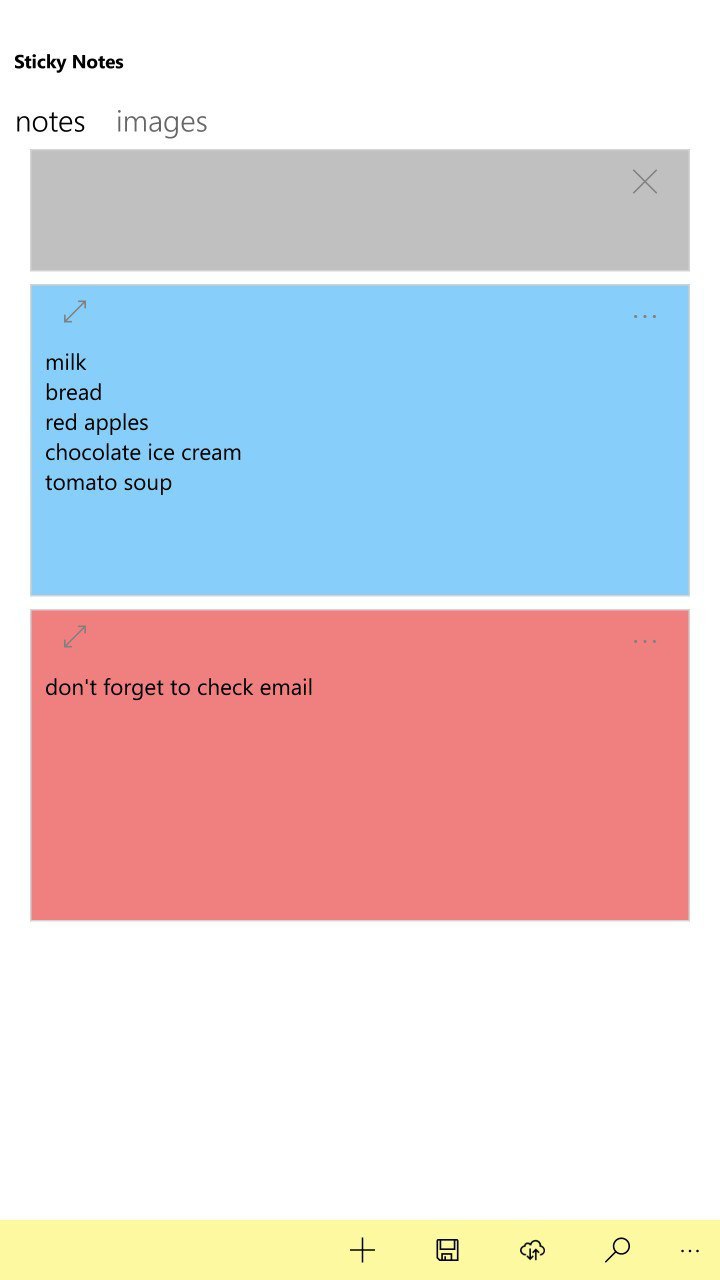 Sticky Notes
notes images
milk
bread
red apples
chocolate ice cream
tomato soup
don't forget to check email